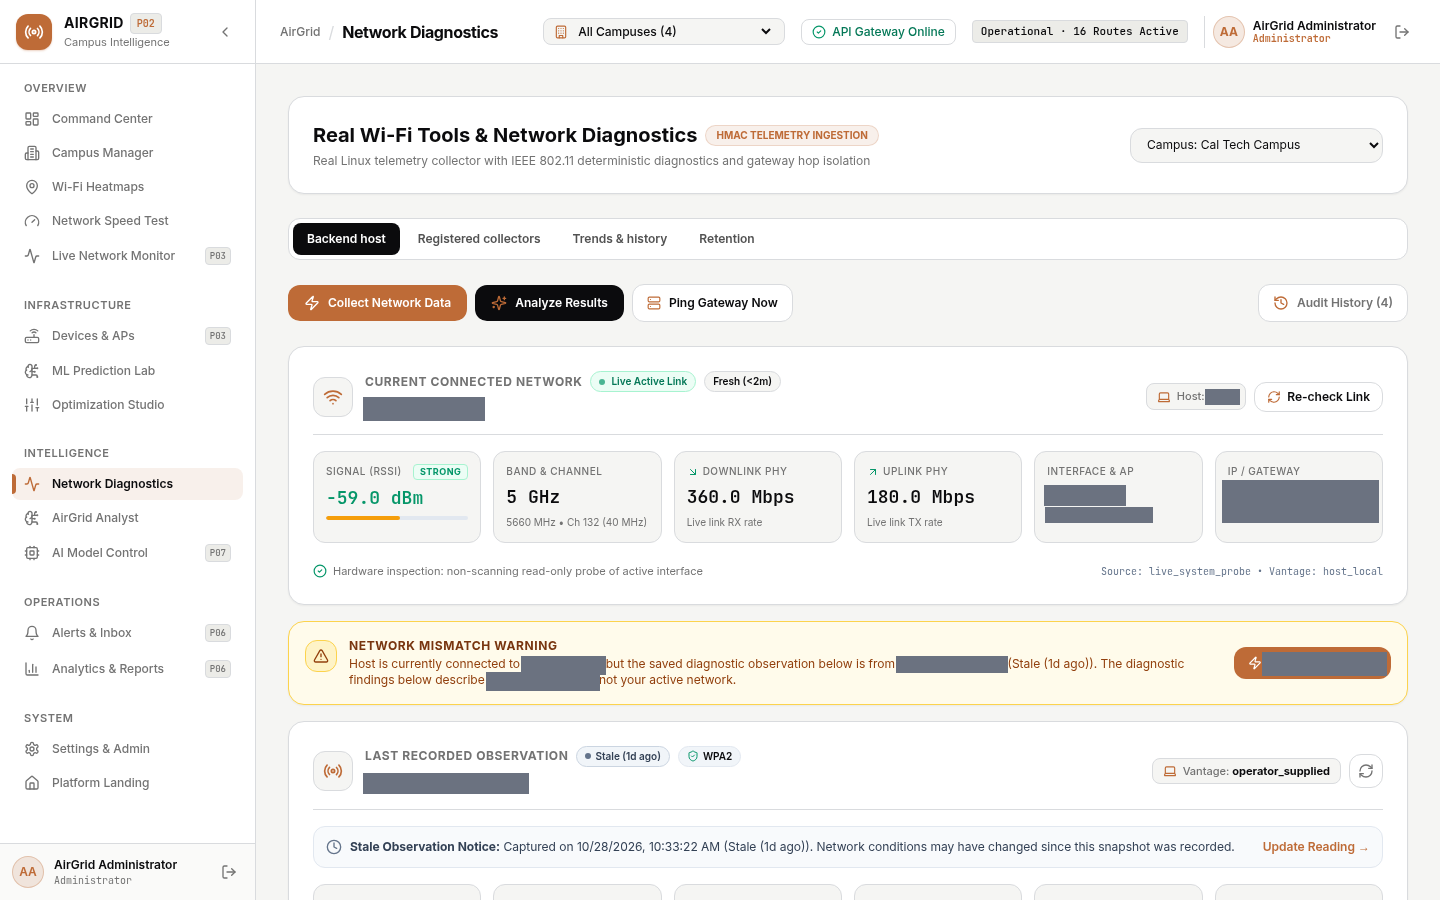 AIRGRID P02
Campus Intelligence
AirGrid / Network Diagnostics
All Campuses (4)
API Gateway Online
Operational · 16 Routes Active
AA
AirGrid Administrator
Administrator
OVERVIEW
Command Center
Campus Manager
Wi-Fi Heatmaps
Network Speed Test
Live Network Monitor P03
INFRASTRUCTURE
Devices & APs P03
ML Prediction Lab
Optimization Studio
INTELLIGENCE
Network Diagnostics
AirGrid Analyst
AI Model Control P07
OPERATIONS
Alerts & Inbox P06
Analytics & Reports P06
SYSTEM
Settings & Admin
Platform Landing
AA
AirGrid Administrator
Administrator
Real Wi-Fi Tools & Network Diagnostics HMAC TELEMETRY INGESTION
Real Linux telemetry collector with IEEE 802.11 deterministic diagnostics and gateway hop isolation
Campus: Cal Tech Campus
Backend host Registered collectors Trends & history Retention
Collect Network Data Analyze Results Ping Gateway Now Audit History (4)
CURRENT CONNECTED NETWORK Live Active Link Fresh (<2m)
Host:
Re-check Link
SIGNAL (RSSI) STRONG
-59.0 dBm
BAND & CHANNEL
5 GHz
5660 MHz • Ch 132 (40 MHz)
DOWNLINK PHY
360.0 Mbps
Live link RX rate
UPLINK PHY
180.0 Mbps
Live link TX rate
INTERFACE & AP
IP / GATEWAY
Hardware inspection: non-scanning read-only probe of active interface
Source: live_system_probe • Vantage: host_local
NETWORK MISMATCH WARNING
Host is currently connected to but the saved diagnostic observation below is from (Stale (1d ago)). The diagnostic
findings below describe not your active network.
LAST RECORDED OBSERVATION Stale (1d ago) WPA2
Vantage: operator_supplied
Stale Observation Notice: Captured on 10/28/2026, 10:33:22 AM (Stale (1d ago)). Network conditions may have changed since this snapshot was recorded.
Update Reading →